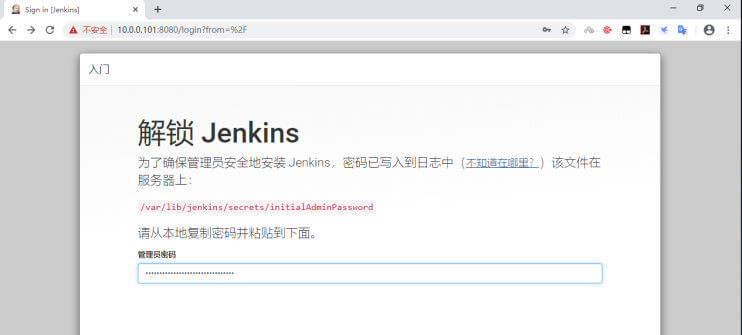 Sign in [Jenkins]
不安全 | 10.0.0.101:8080/login?from=%2F
入门
解锁 Jenkins
为了确保管理员安全地安装 Jenkins，密码已写入到日志中（不知道在哪里？）该文件在
服务器上：
/var/lib/jenkins/secrets/initialAdminPassword
请从本地复制密码并粘贴到下面。
管理员密码
••••••••••••••••••••••••••••••••